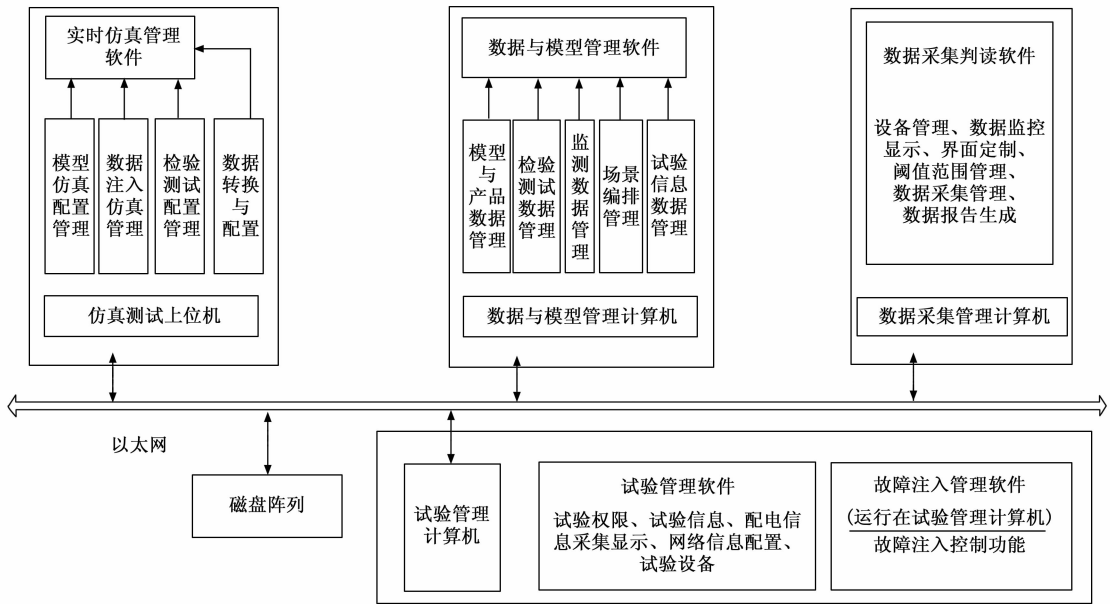 实时仿真管理
软件
模型
仿真
配置
管理
数据
注入
仿真
管理
检验
测试
配置
管理
数据
转换
与
配置
仿真测试上位机
数据与模型管理软件
模型
与
产品
数据
管理
检验
测试
数据
管理
监
测
数
据
管
理
场景
编排
管理
试验
信息
数据
管理
数据与模型管理计算机
数据采集判读软件
设备管理、数据监控
显示、界面定制、
阈值范围管理、
数据采集管理、
数据报告生成
数据采集管理计算机
以太网
磁盘阵列
试验管理
计算机
试验管理软件
试验权限、试验信息、配电信
息采集显示、网络信息配置、
试验设备
故障注入管理软件
(运行在试验管理计算机)
故障注入控制功能